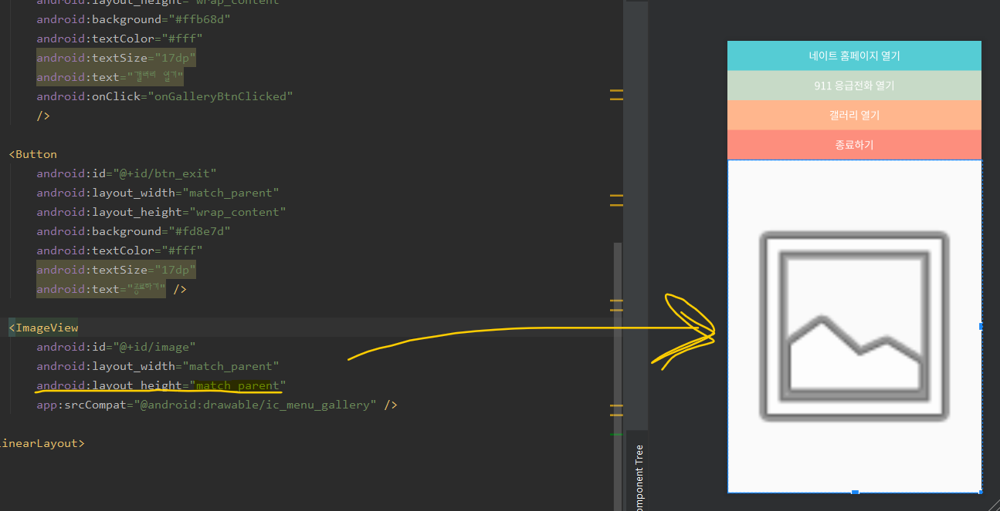 android:layout_height="wrap_content
android:background="#ffb68d"
android:textColor="#fff"
android:textSize="17dp"
android:text="갤러리 열기"
android:onClick="onGalleryBtnClicked"
/>
<Button
android:id="@+id/btn_exit"
android:layout_width="match_parent"
android:layout_height="wrap_content"
android:background="#fd8e7d"
android:textColor="#fff"
android:textSize="17dp"
android:text="종료하기" />
<ImageView
android:id="@+id/image"
android:layout_width="match_parent"
android:layout_height="match_parent"
app:srcCompat="@android:drawable/ic_menu_gallery" />
inearLayout>
omponent Tree
네이트 홈페이지 열기
911 응급전화 열기
갤러리 열기
종료하기